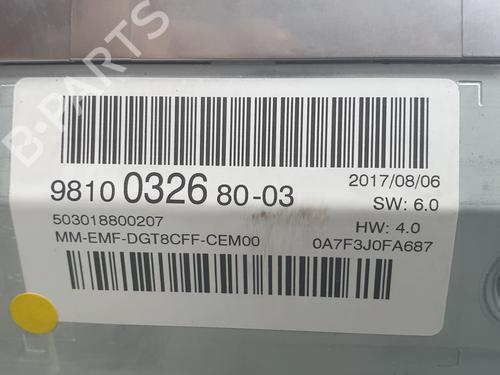 9810 0326 80-03
2017/08/06
503018800207
SW: 6.0
MM-EMF-DGT8CFF-CEM00
HW: 4.0
0A7F3J0FA687
B-PARTS